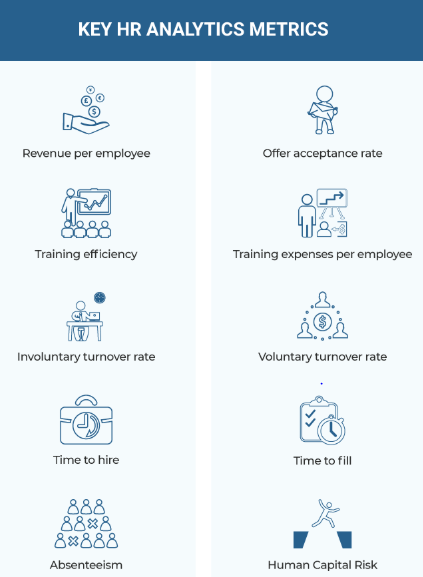 KEY HR ANALYTICS METRICS
Revenue per employee
Offer acceptance rate
Training efficiency
Training expenses per employee
Involuntary turnover rate
Voluntary turnover rate
Time to hire
Time to fill
Absenteeism
Human Capital Risk